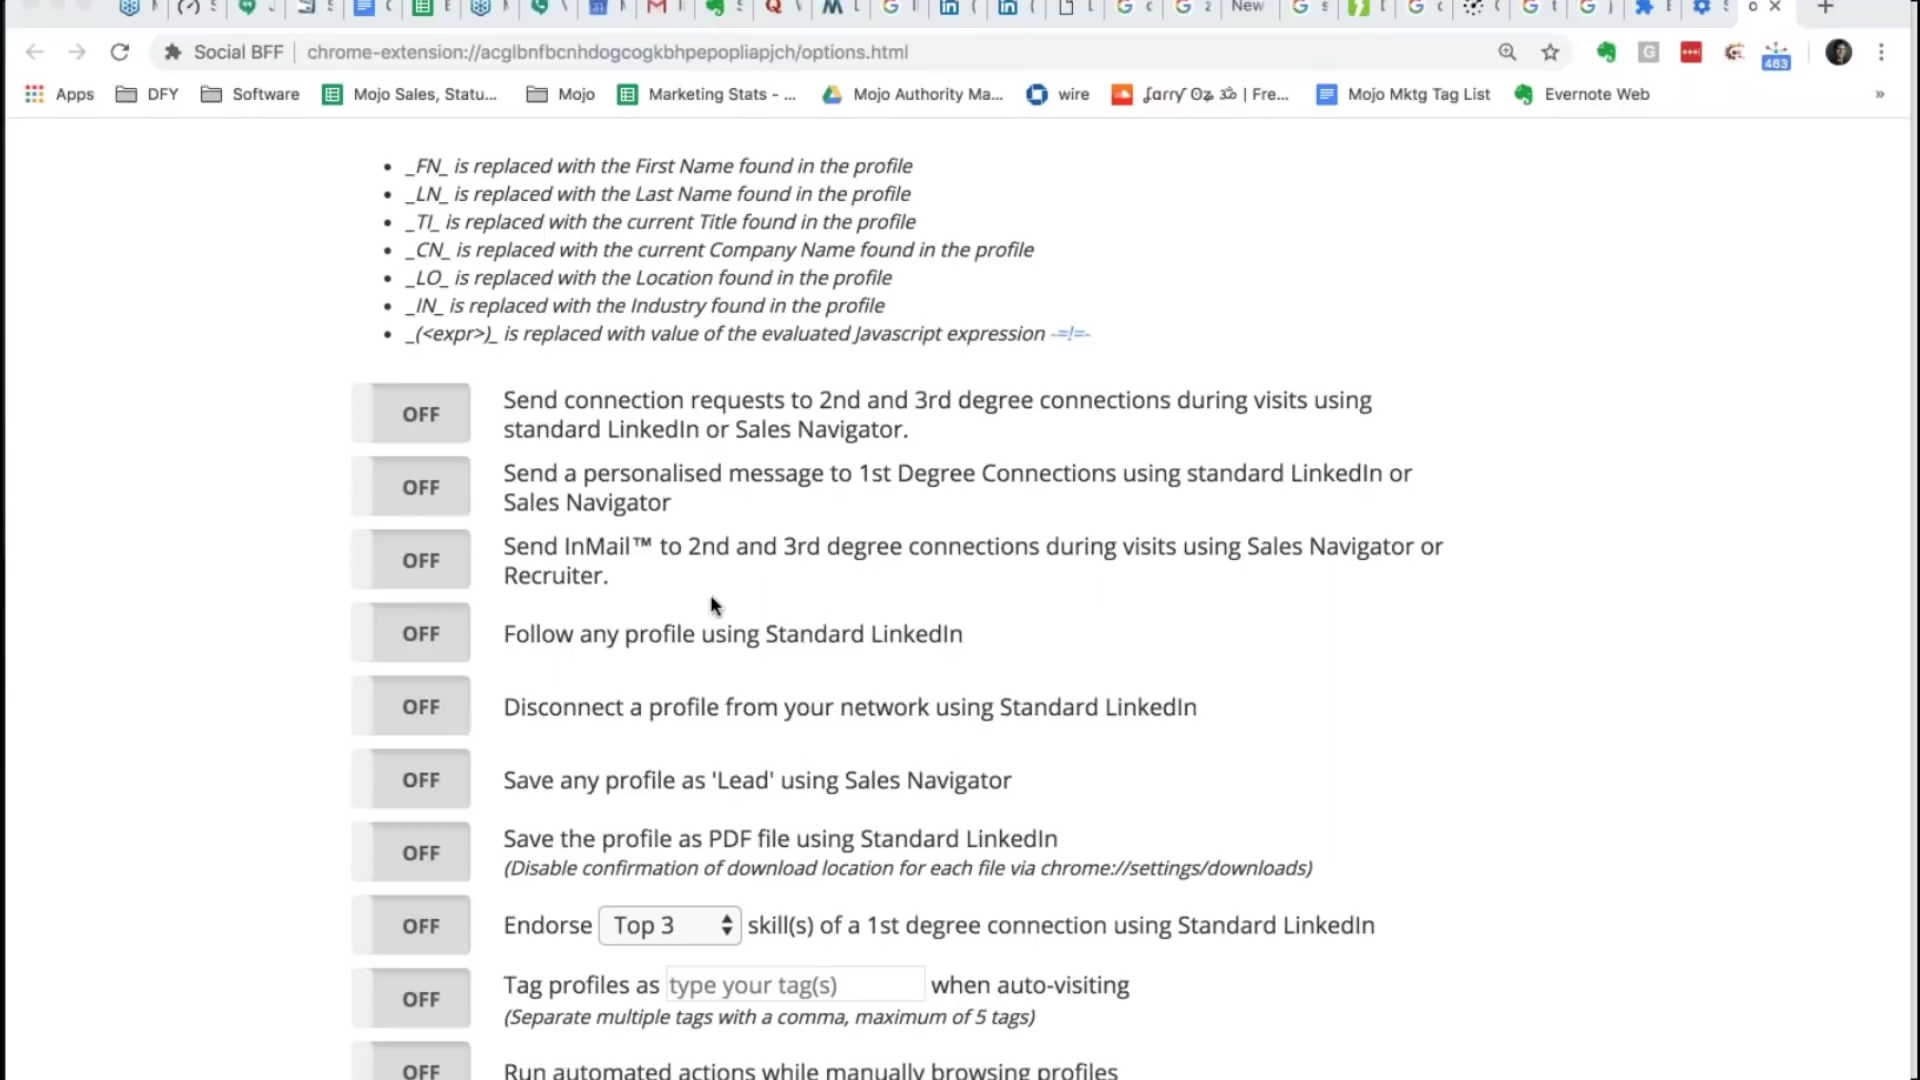 Social BFF
chrome-extension://acglbnfbcnhdogcogkbhpepopliapjch/options.html
463
Apps
DFY
Software
Mojo Sales, Statu...
Mojo
Marketing Stats - ...
Mojo Authority Ma...
wire
| Fre...
Mojo Mktg Tag List
Evernote Web
»
• _FN_ is replaced with the First Name found in the profile
• _LN_ is replaced with the Last Name found in the profile
• _TI_ is replaced with the current Title found in the profile
• _CN_ is replaced with the current Company Name found in the profile
• _LO_ is replaced with the Location found in the profile
• _IN_ is replaced with the Industry found in the profile
• _(<expr>)_ is replaced with value of the evaluated Javascript expression -=!=-
OFF
Send connection requests to 2nd and 3rd degree connections during visits using
standard LinkedIn or Sales Navigator.
OFF
Send a personalised message to 1st Degree Connections using standard LinkedIn or
Sales Navigator
OFF
Send InMail™ to 2nd and 3rd degree connections during visits using Sales Navigator or
Recruiter.
OFF
Follow any profile using Standard LinkedIn
OFF
Disconnect a profile from your network using Standard LinkedIn
OFF
Save any profile as 'Lead' using Sales Navigator
OFF
Save the profile as PDF file using Standard LinkedIn
(Disable confirmation of download location for each file via chrome://settings/downloads)
OFF
Endorse Top 3 skill(s) of a 1st degree connection using Standard LinkedIn
OFF
Tag profiles as type your tag(s) when auto-visiting
(Separate multiple tags with a comma, maximum of 5 tags)
OFF
Run automated actions while manually browsing profiles